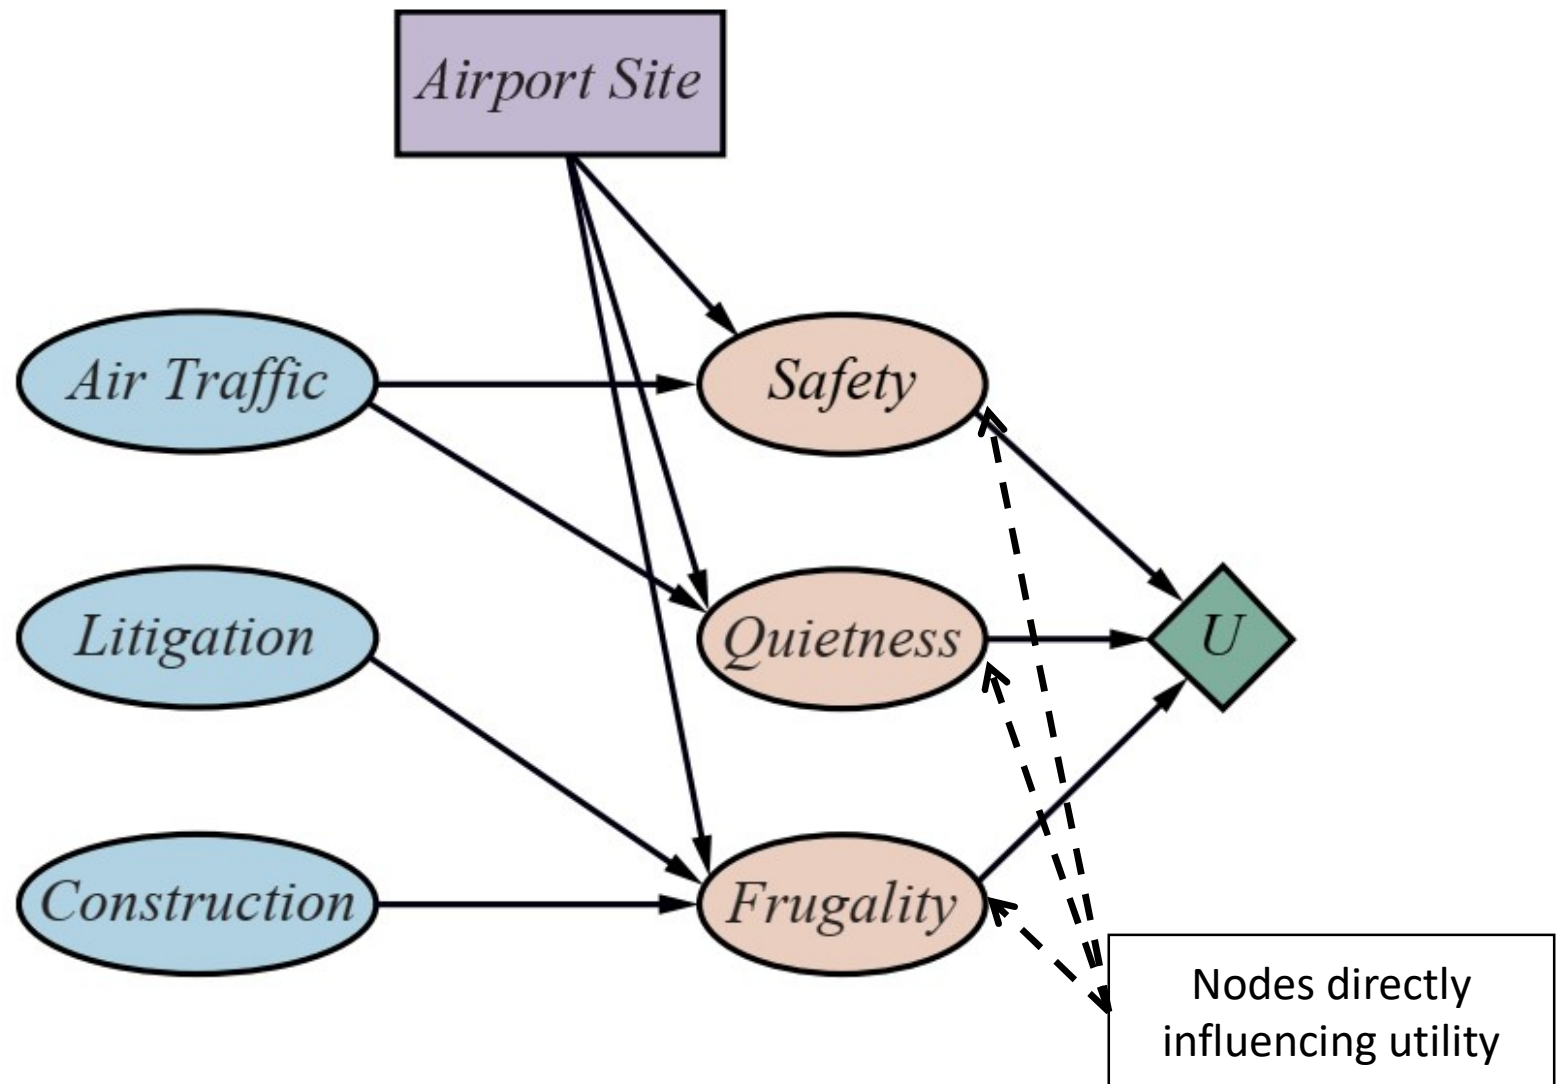 Airport Site
Air Traffic
Safety
Litigation
Quietness
U
Construction
Frugality
Nodes directly
influencing utility